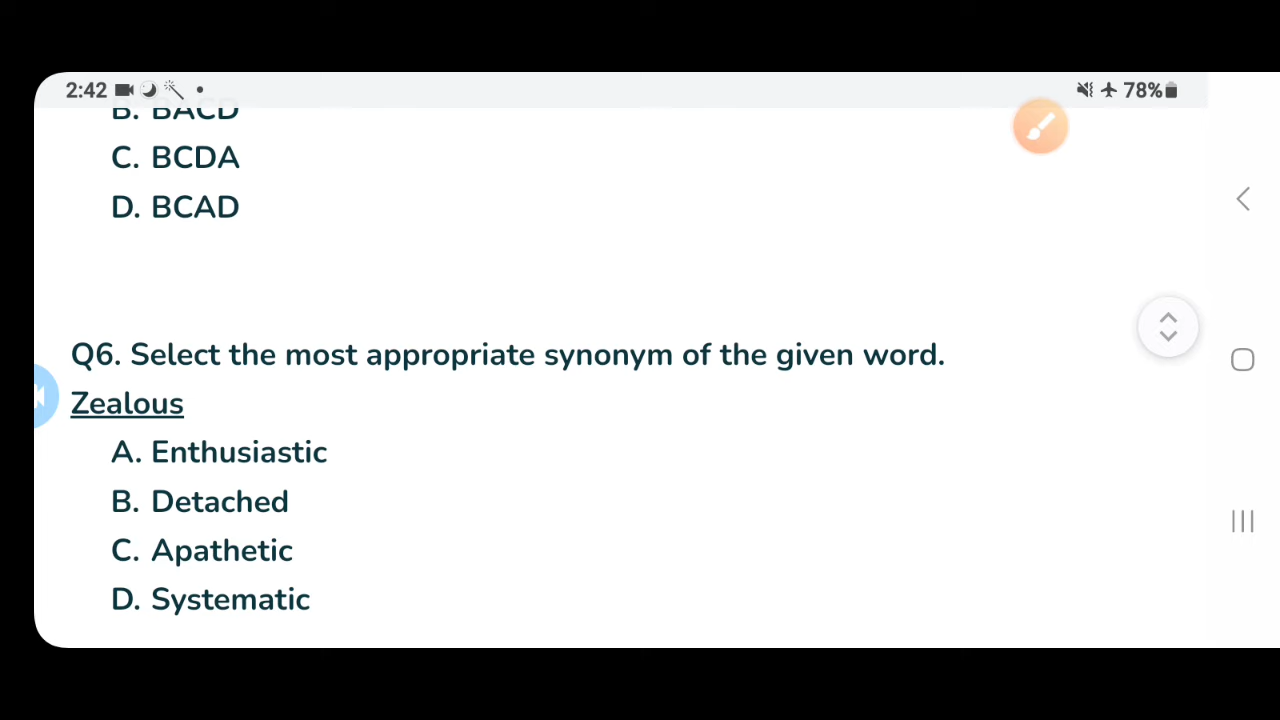 2:42
78%
B. BACD
C. BCDA
D. BCAD
Q6. Select the most appropriate synonym of the given word.
Zealous
A. Enthusiastic
B. Detached
C. Apathetic
D. Systematic